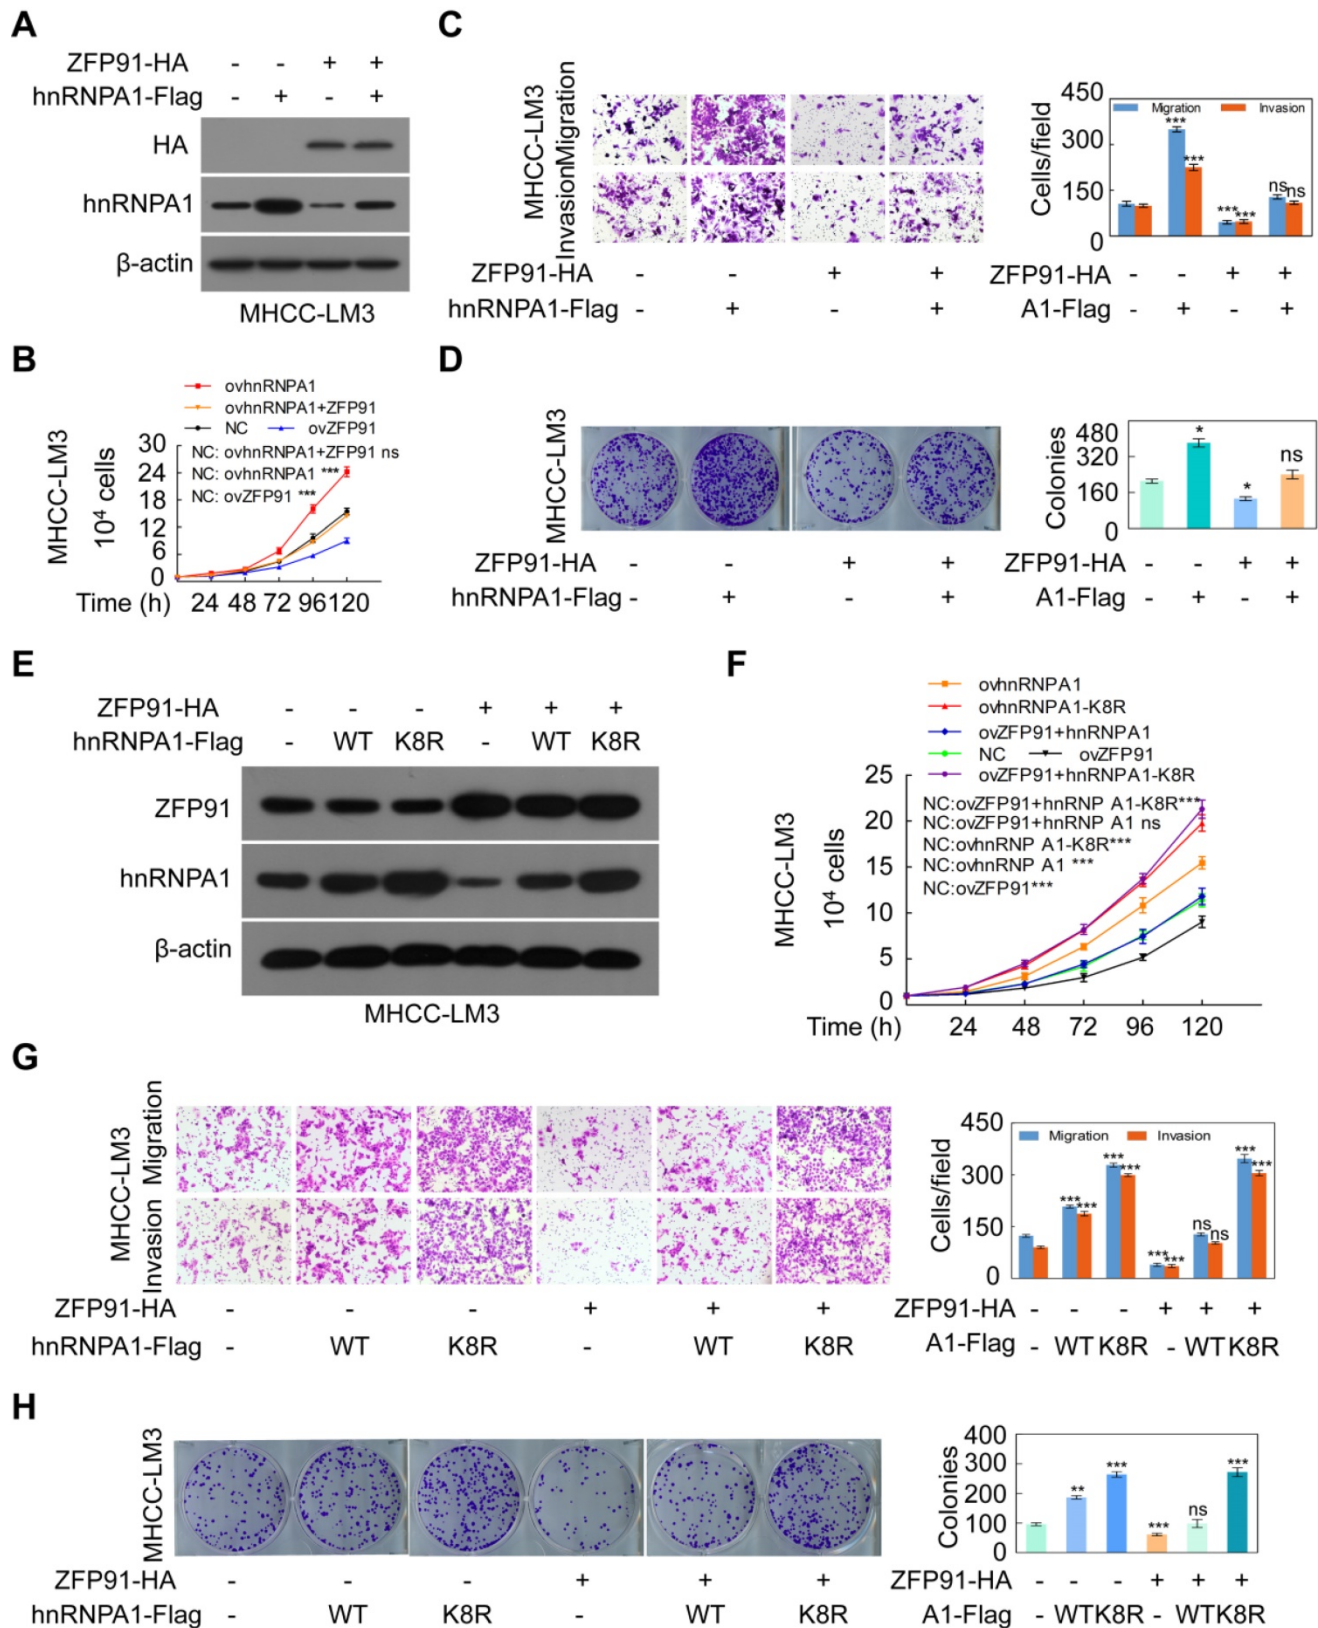 A
ZFP91-HA - - + +
hnRNPA1-Flag - + - +
HA
hnRNPA1
β-actin
MHCC-LM3
B
ovhnRNPA1
ovhnRNPA1+ZFP91
NC ovZFP91
NC: ovhnRNPA1+ZFP91 ns
NC: ovhnRNPA1 ***
NC: ovZFP91 ***
MHCC-LM3
10⁴ cells
30
24
18
12
6
0
Time (h) 24 48 72 96 120
C
MHCC-LM3
Invasion Migration
ZFP91-HA - - + +
hnRNPA1-Flag - + - +
Cells/field
450
300
150
0
Migration Invasion
*** *** *** *** ns ns
ZFP91-HA - - + +
A1-Flag - + - +
D
MHCC-LM3
ZFP91-HA - - + +
hnRNPA1-Flag - + - +
Colonies
480
320
160
0
* * ns
ZFP91-HA - - + +
A1-Flag - + - +
E
ZFP91-HA - - - + + +
hnRNPA1-Flag - WT K8R - WT K8R
ZFP91
hnRNPA1
β-actin
MHCC-LM3
F
ovhnRNPA1
ovhnRNPA1-K8R
ovZFP91+hnRNPA1
NC ovZFP91
ovZFP91+hnRNPA1-K8R
NC:ovZFP91+hnRNP A1-K8R***
NC:ovZFP91+hnRNP A1 ns
NC:ovhnRNP A1-K8R***
NC:ovhnRNP A1 ***
NC:ovZFP91***
MHCC-LM3
10⁴ cells
25
20
15
10
5
0
Time (h) 24 48 72 96 120
G
MHCC-LM3
Invasion Migration
ZFP91-HA - - - + + +
hnRNPA1-Flag - WT K8R - WT K8R
Cells/field
450
300
150
0
Migration Invasion
*** *** *** *** *** *** ns ns *** ***
ZFP91-HA - - - + + +
A1-Flag - WT K8R - WT K8R
H
MHCC-LM3
ZFP91-HA - - - + + +
hnRNPA1-Flag - WT K8R - WT K8R
Colonies
400
300
200
100
0
** *** *** ns ***
ZFP91-HA - - - + + +
A1-Flag - WT K8R - WT K8R